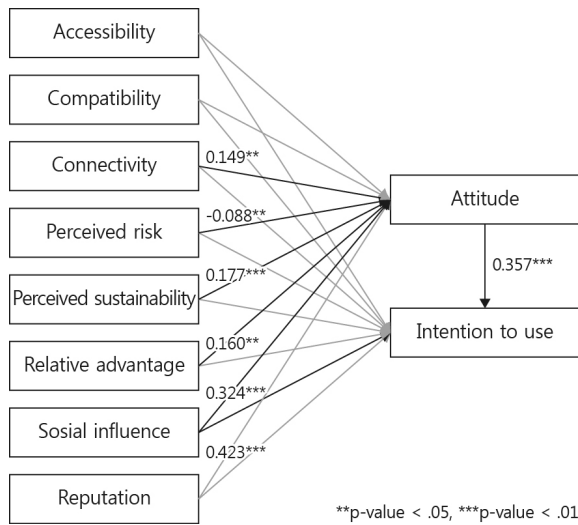 Accessibility
Compatibility
Connectivity
Perceived risk
Perceived sustainability
Relative advantage
Sosial influence
Reputation
0.149**
-0.088**
0.177***
0.160**
0.324***
0.423***
Attitude
0.357***
Intention to use
**p-value < .05, ***p-value < .01